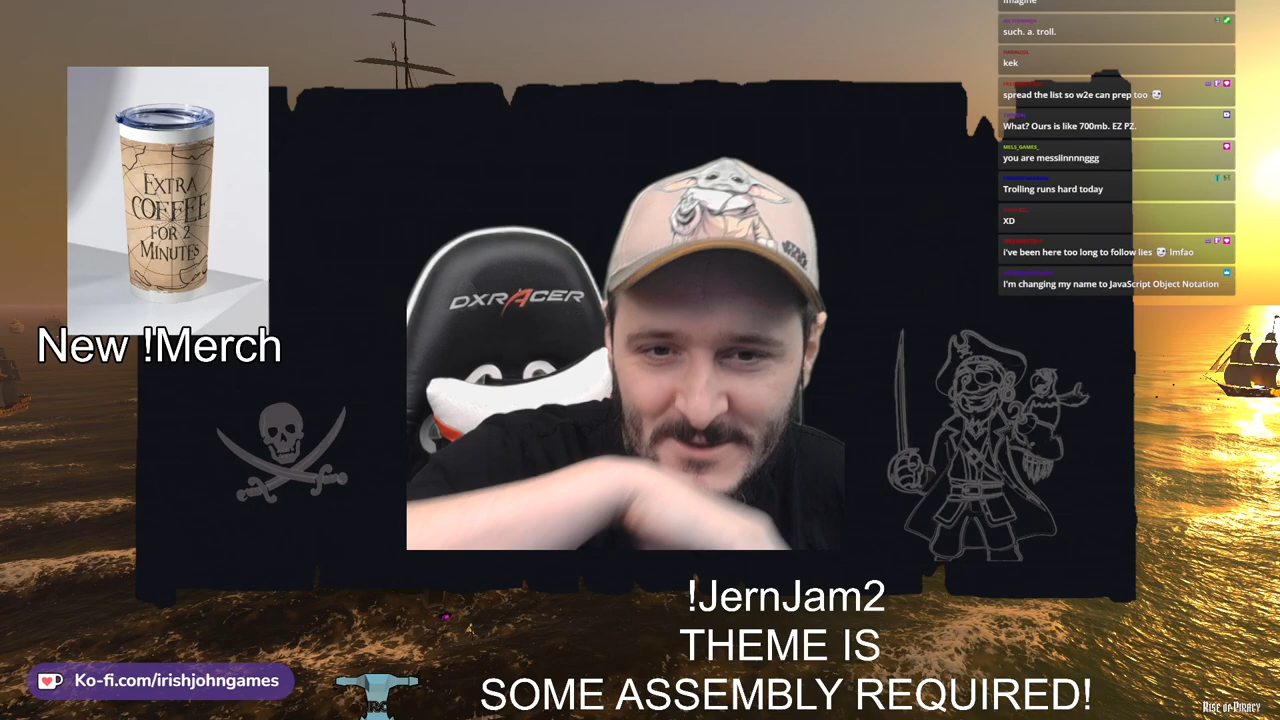 imagine
such. a. troll.
kek
spread the list so w2e can prep too
What? Ours is like 700mb. EZ PZ.
MELS_GAMES_
you are messiinnnnggg
Trolling runs hard today
XD
i've been here too long to follow lies lmfao
I'm changing my name to JavaScript Object Notation
EXTRA
COFFEE
FOR 2
MINUTES
New !Merch
DXRACER
STAR
WARS
!JernJam2
THEME IS
SOME ASSEMBLY REQUIRED!
Ko-fi.com/irishjohngames
RISE OF PIRACY